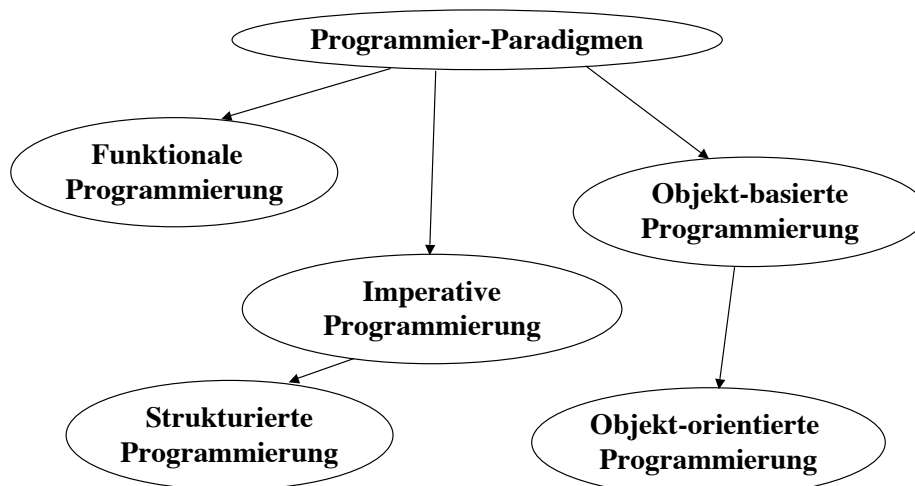 Programmier-Paradigmen
Funktionale
Programmierung
Objekt-basierte
Programmierung
Imperative
Programmierung
Strukturierte
Programmierung
Objekt-orientierte
Programmierung